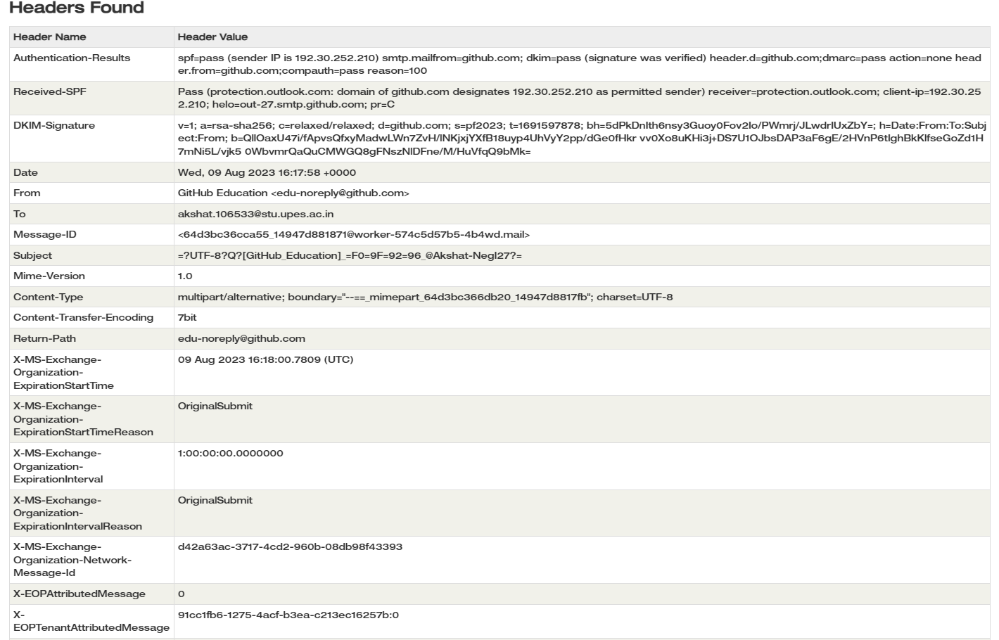 Headers Found
Header Name Header Value
Authentication-Results spf=pass (sender IP is 192.30.252.210) smtp.mailfrom=github.com; dkim=pass (signature was verified) header.d=github.com;dmarc=pass action=none head
er.from=github.com;compauth=pass reason=100
Received-SPF Pass (protection.outlook.com: domain of github.com designates 192.30.252.210 as permitted sender) receiver=protection.outlook.com; client-ip=192.30.25
2.210; helo=out-27.smtp.github.com; pr=C
DKIM-Signature v=1; a=rsa-sha256; c=relaxed/relaxed; d=github.com; s=pf2023; t=1691597878; bh=5dPkDnlth6nsy3Guoy0Fov2lo/PWmrj/JLwdrlUxZbY=; h=Date:From:To:Subj
ect:From; b=QllOaxU47i/fApvsQfxyMadwLWn7ZvH/lNKjxjYXfB18uyp4UhVyY2pp/dGe0fHkr vv0Xo8uKHi3j+DS7U1OJbsDAP3aF6gE/2HVnP6tIghBkKlfseGoZd1H
7mNi5L/vjk5 0WbvmrQaQuCMWGQ8gFNszNlDFne/M/HuVfqQ9bMk=
Date Wed, 09 Aug 2023 16:17:58 +0000
From GitHub Education <edu-noreply@github.com>
To akshat.106533@stu.upes.ac.in
Message-ID <64d3bc36cca55_14947d881871@worker-574c5d57b5-4b4wd.mail>
Subject =?UTF-8?Q?[GitHub_Education]_=F0=9F=92=96_@Akshat-NegI27?=
Mime-Version 1.0
Content-Type multipart/alternative; boundary="--==_mimepart_64d3bc366db20_14947d8817fb"; charset=UTF-8
Content-Transfer-Encoding 7bit
Return-Path edu-noreply@github.com
X-MS-Exchange- 09 Aug 2023 16:18:00.7809 (UTC)
Organization-
ExpirationStartTime
X-MS-Exchange- OriginalSubmit
Organization-
ExpirationStartTimeReason
X-MS-Exchange- 1:00:00:00.0000000
Organization-
ExpirationInterval
X-MS-Exchange- OriginalSubmit
Organization-
ExpirationIntervalReason
X-MS-Exchange- d42a63ac-3717-4cd2-960b-08db98f43393
Organization-Network-
Message-Id
X-EOPAttributedMessage 0
X- 91cc1fb6-1275-4acf-b3ea-c213ec16257b:0
EOPTenantAttributedMessage